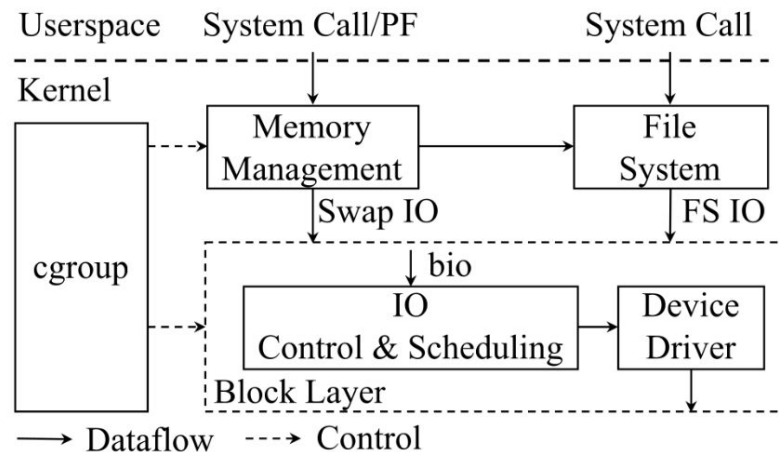 Userspace
System Call/PF
System Call
Kernel
Memory
Management
File
System
Swap IO
FS IO
cgroup
bio
IO
Control & Scheduling
Device
Driver
Block Layer
Dataflow
Control